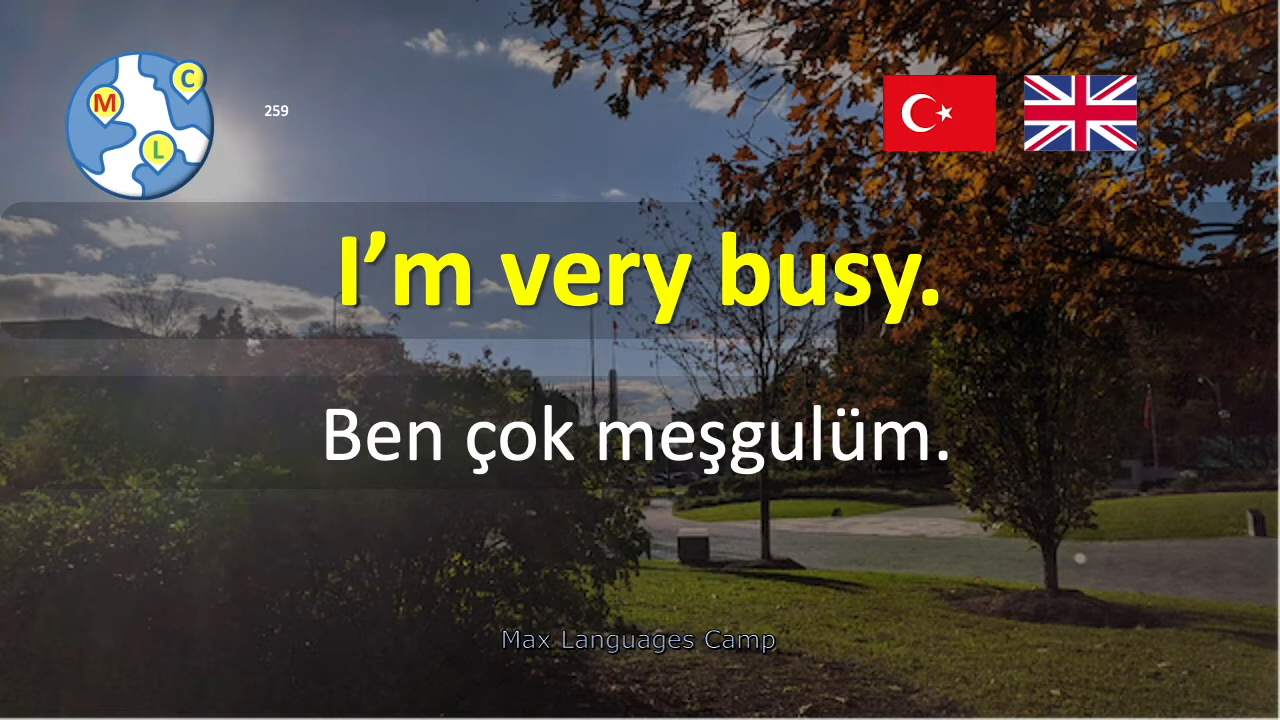 C
M
L
259
I’m very busy.
Ben çok meşgulüm.
Max Languages Camp